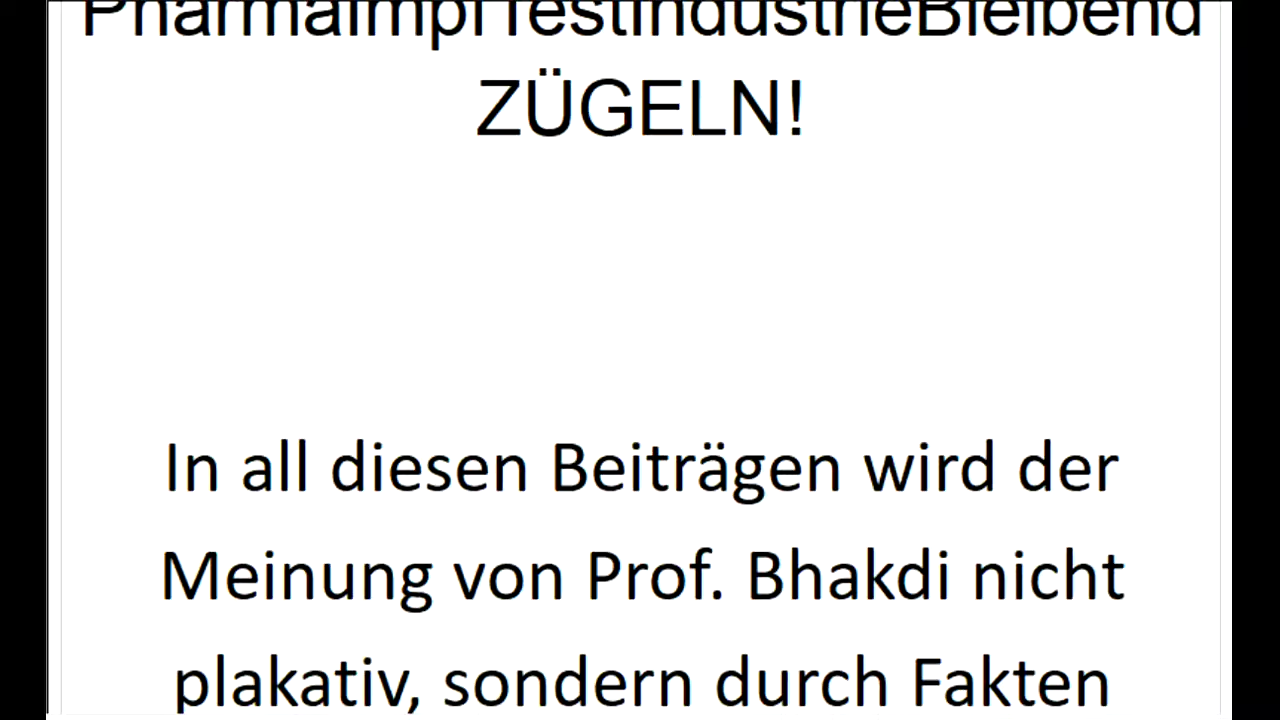 PharmaImpfTestIndustrieBleibend
ZÜGELN!
In all diesen Beiträgen wird der
Meinung von Prof. Bhakdi nicht
plakativ, sondern durch Fakten